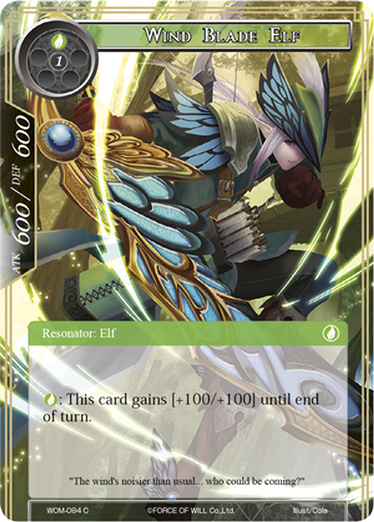 Wind Blade Elf
1
ATK 600 / DEF 600
Resonator: Elf
: This card gains [+100/+100] until end
of turn.
"The wind's noisier than usual... who could be coming?"
WOM-084 C ©FORCE OF WILL Co.,Ltd. Illust/Cola